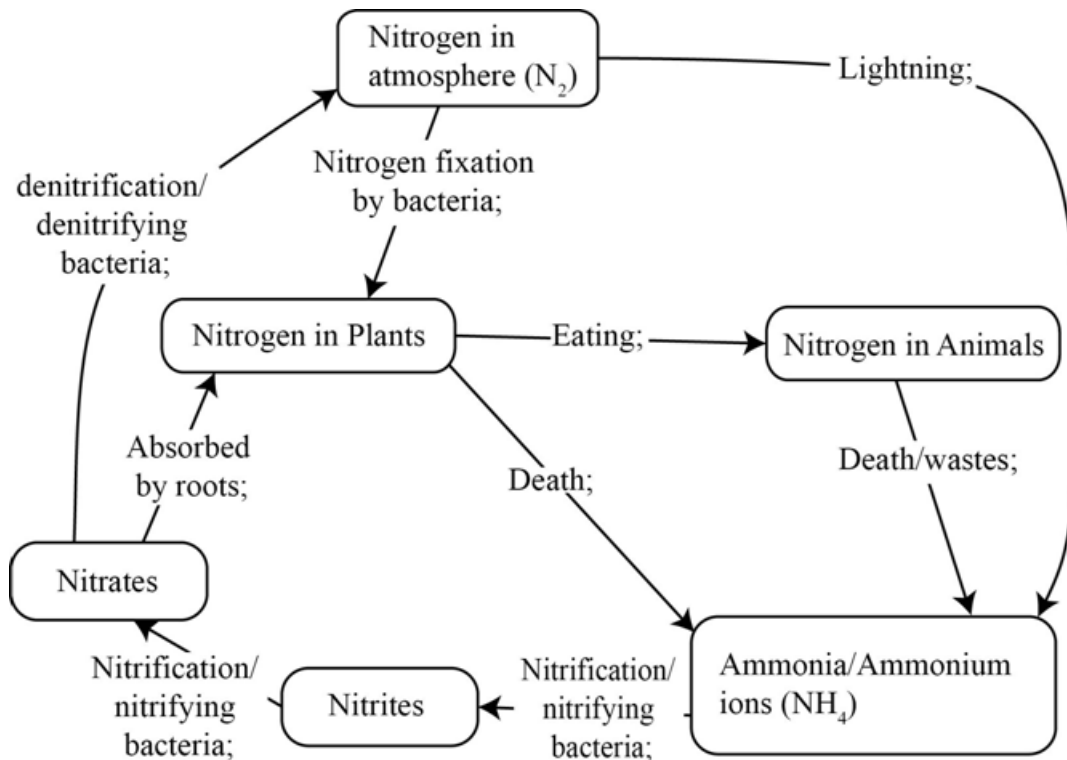 Nitrogen in
atmosphere (N₂)
Lightning;
Nitrogen fixation
by bacteria;
denitrification/
denitrifying
bacteria;
Nitrogen in Plants
Eating;
Nitrogen in Animals
Absorbed
by roots;
Death;
Death/wastes;
Nitrates
Nitrification/
nitrifying
bacteria;
Nitrites
Nitrification/
nitrifying
bacteria;
Ammonia/Ammonium
ions (NH₄)